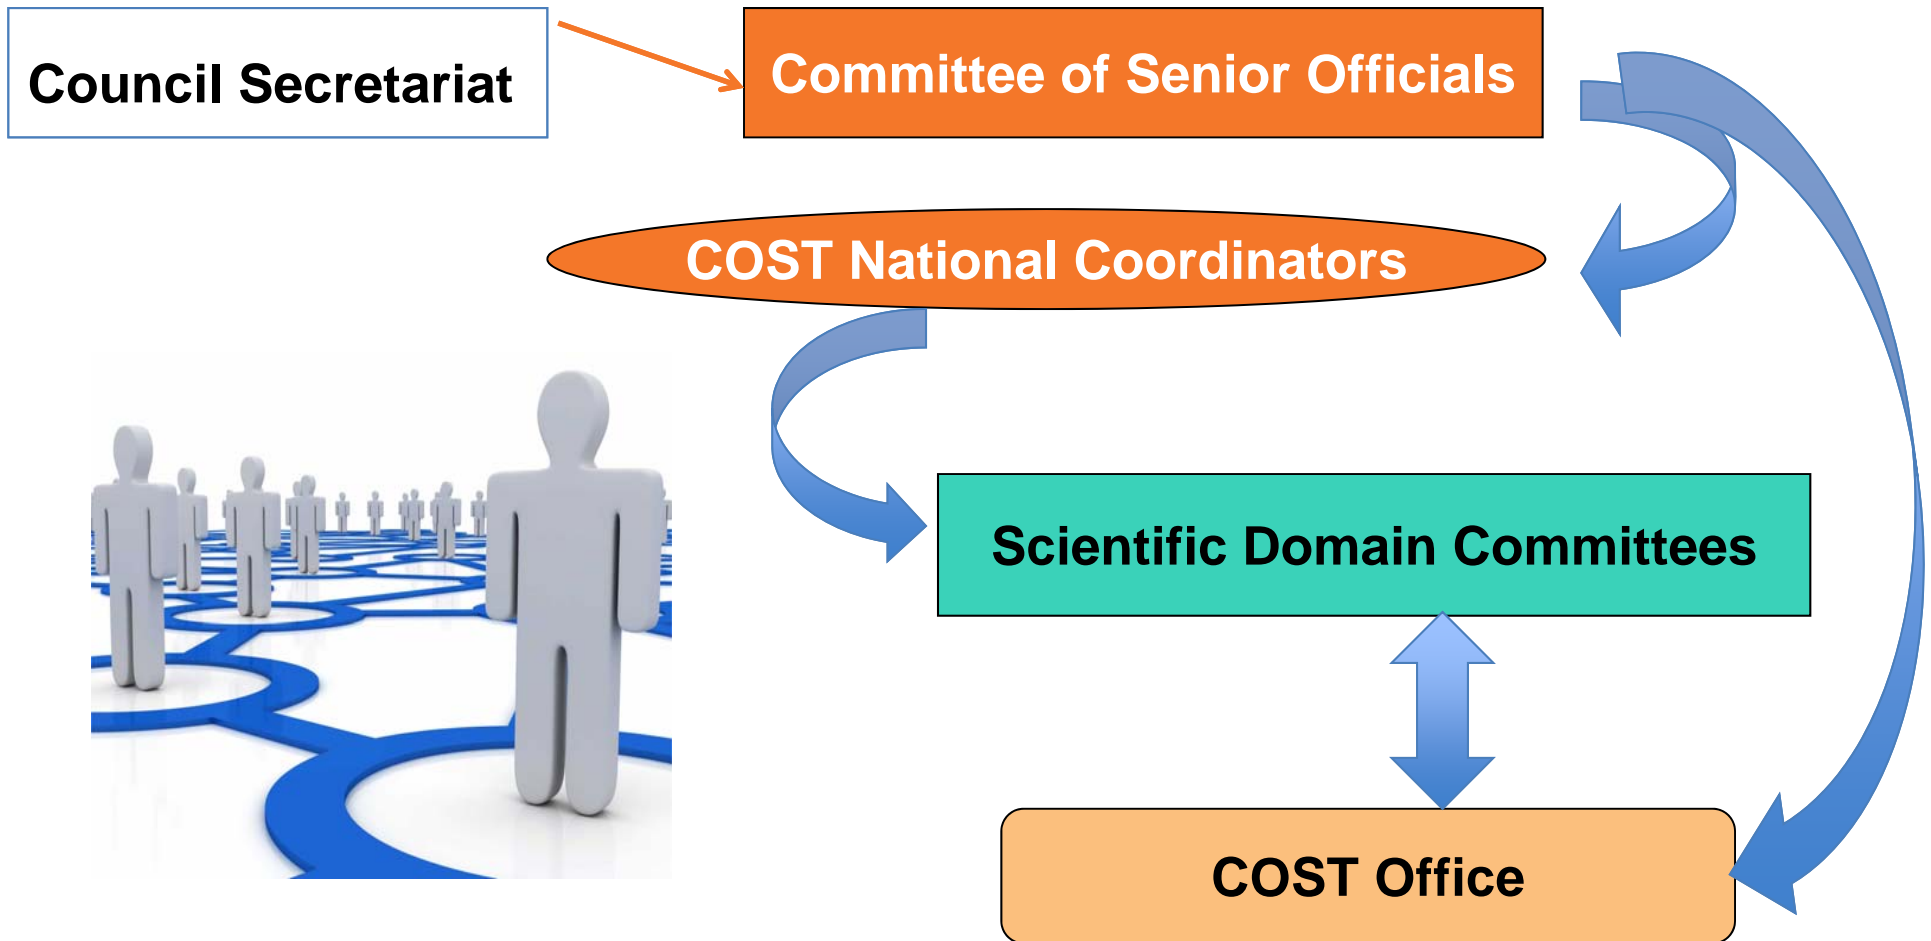 Council Secretariat
Committee of Senior Officials
COST National Coordinators
Scientific Domain Committees
COST Office